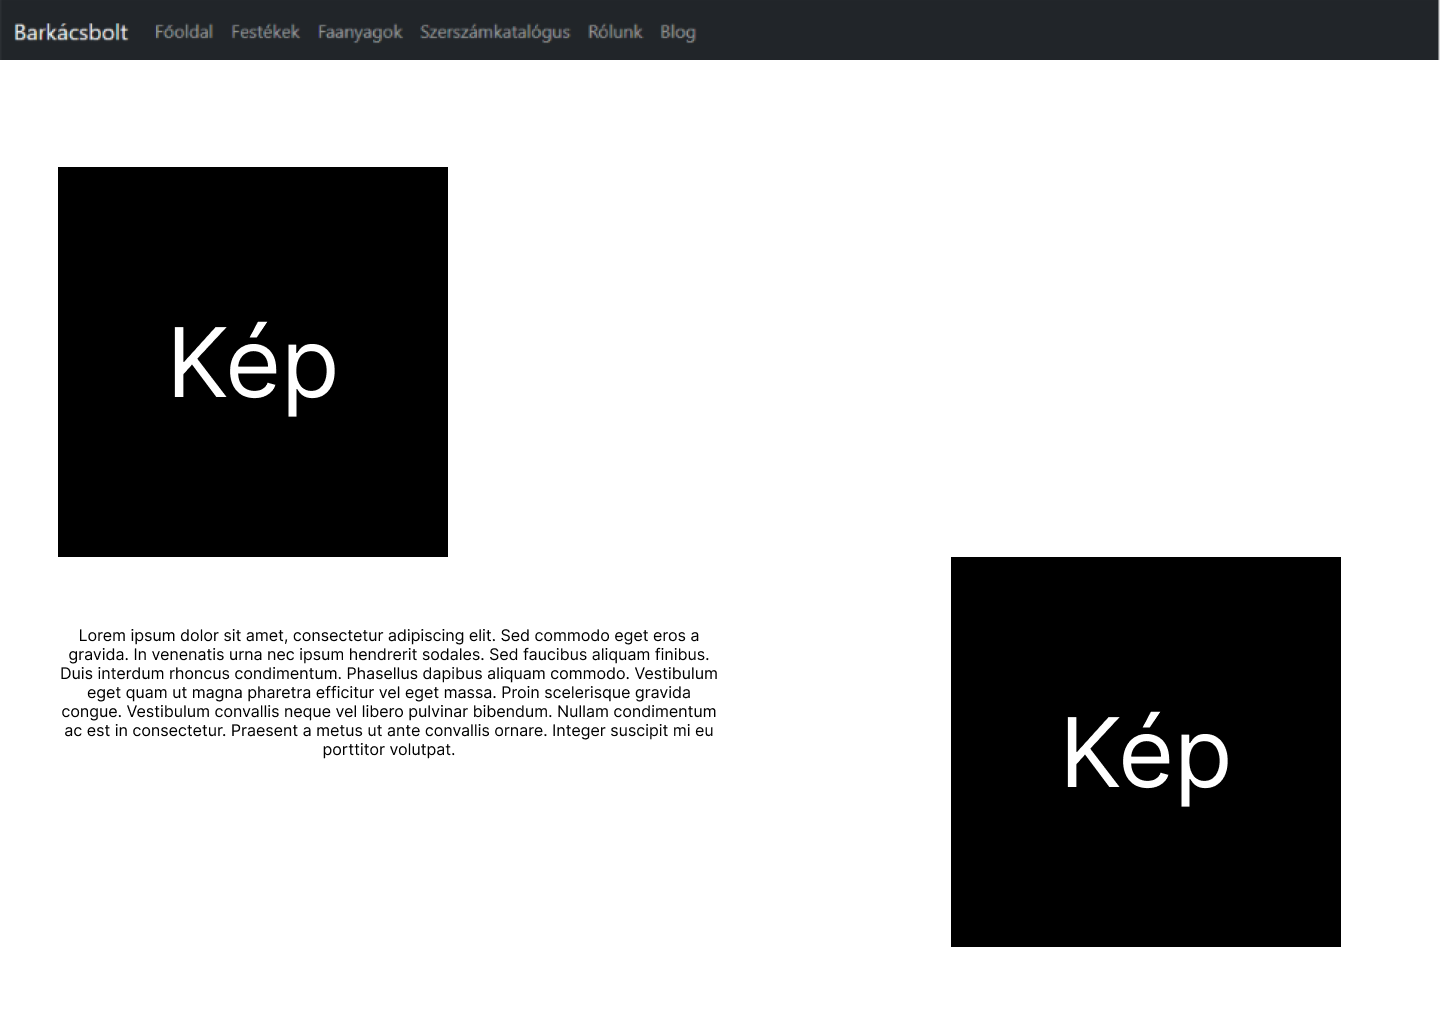 Barkácsbolt Főoldal Festékek Faanyagok Szerszámkatalógus Rólunk Blog
Kép
Lorem ipsum dolor sit amet, consectetur adipiscing elit. Sed commodo eget eros a
gravida. In venenatis urna nec ipsum hendrerit sodales. Sed faucibus aliquam finibus.
Duis interdum rhoncus condimentum. Phasellus dapibus aliquam commodo. Vestibulum
eget quam ut magna pharetra efficitur vel eget massa. Proin scelerisque gravida
congue. Vestibulum convallis neque vel libero pulvinar bibendum. Nullam condimentum
ac est in consectetur. Praesent a metus ut ante convallis ornare. Integer suscipit mi eu
porttitor volutpat.
Kép